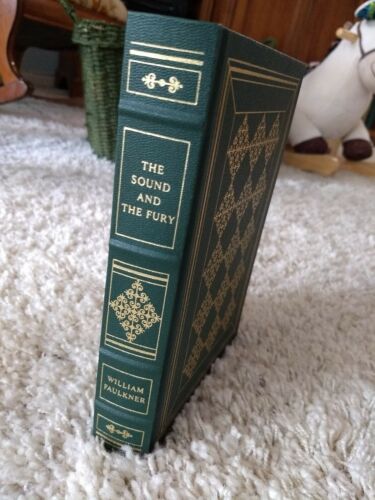 THE
SOUND
AND
THE FURY
WILLIAM
FAULKNER